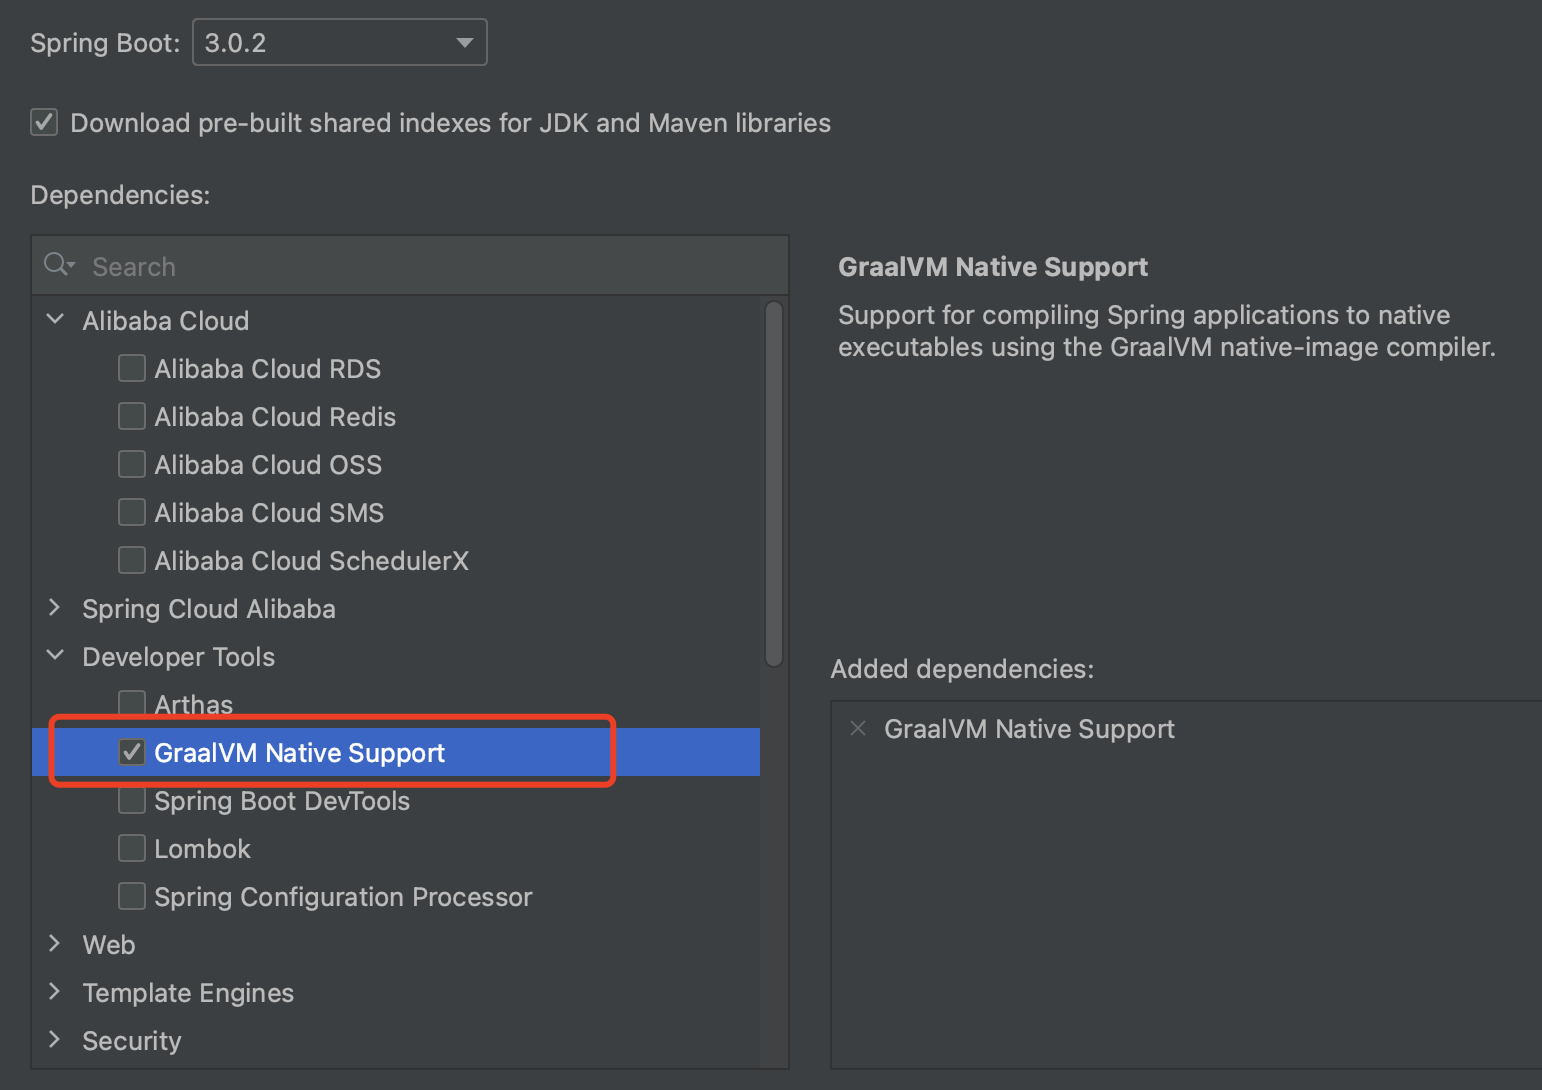 Spring Boot: 3.0.2
Download pre-built shared indexes for JDK and Maven libraries
Dependencies:
Search
Alibaba Cloud
Alibaba Cloud RDS
Alibaba Cloud Redis
Alibaba Cloud OSS
Alibaba Cloud SMS
Alibaba Cloud SchedulerX
Spring Cloud Alibaba
Developer Tools
Arthas
GraalVM Native Support
Spring Boot DevTools
Lombok
Spring Configuration Processor
Web
Template Engines
Security
GraalVM Native Support
Support for compiling Spring applications to native
executables using the GraalVM native-image compiler.
Added dependencies:
GraalVM Native Support